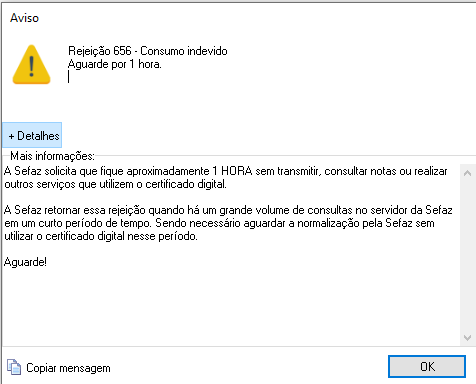 Aviso
Rejeição 656 - Consumo indevido
Aguarde por 1 hora.
+ Detalhes
Mais informações:
A Sefaz solicita que fique aproximadamente 1 HORA sem transmitir, consultar notas ou realizar
outros serviços que utilizem o certificado digital.
A Sefaz retornar essa rejeição quando há um grande volume de consultas no servidor da Sefaz
em um curto período de tempo. Sendo necessário aguardar a normalização pela Sefaz sem
utilizar o certificado digital nesse período.
Aguarde!
Copiar mensagem
OK